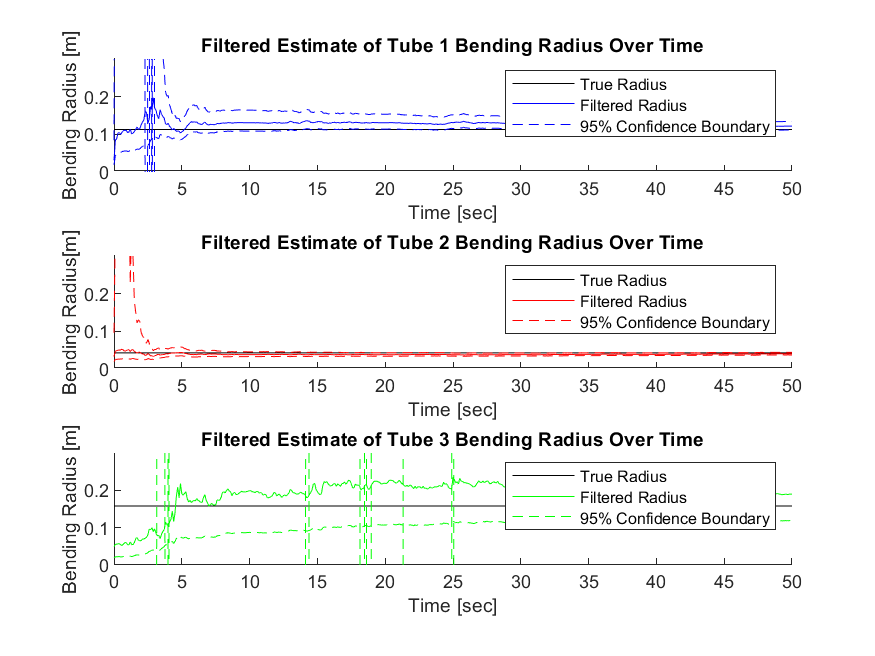 Filtered Estimate of Tube 1 Bending Radius Over Time
Bending Radius [m]
0.2
0.1
0
True Radius
Filtered Radius
95% Confidence Boundary
0 5 10 15 20 25 30 35 40 45 50
Time [sec]
Filtered Estimate of Tube 2 Bending Radius Over Time
Bending Radius[m]
0.2
0.1
0
True Radius
Filtered Radius
95% Confidence Boundary
0 5 10 15 20 25 30 35 40 45 50
Time [sec]
Filtered Estimate of Tube 3 Bending Radius Over Time
Bending Radius [m]
0.2
0.1
0
True Radius
Filtered Radius
95% Confidence Boundary
0 5 10 15 20 25 30 35 40 45 50
Time [sec]